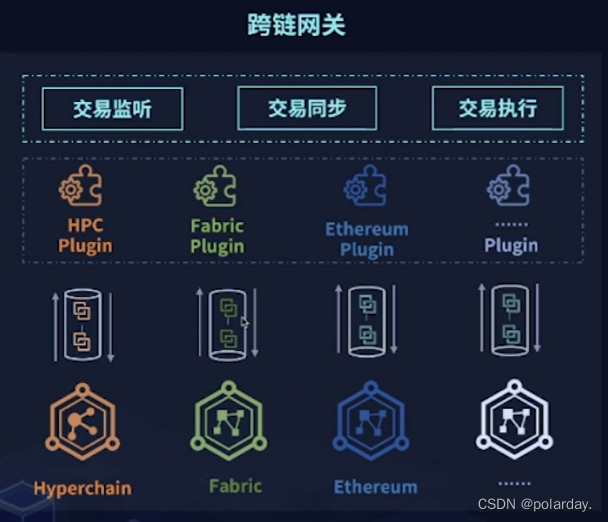 跨链网关
交易监听 交易同步 交易执行
HPC Plugin
Fabric Plugin
Ethereum Plugin
······ Plugin
Hyperchain Fabric Ethereum ······
CSDN @polarday.